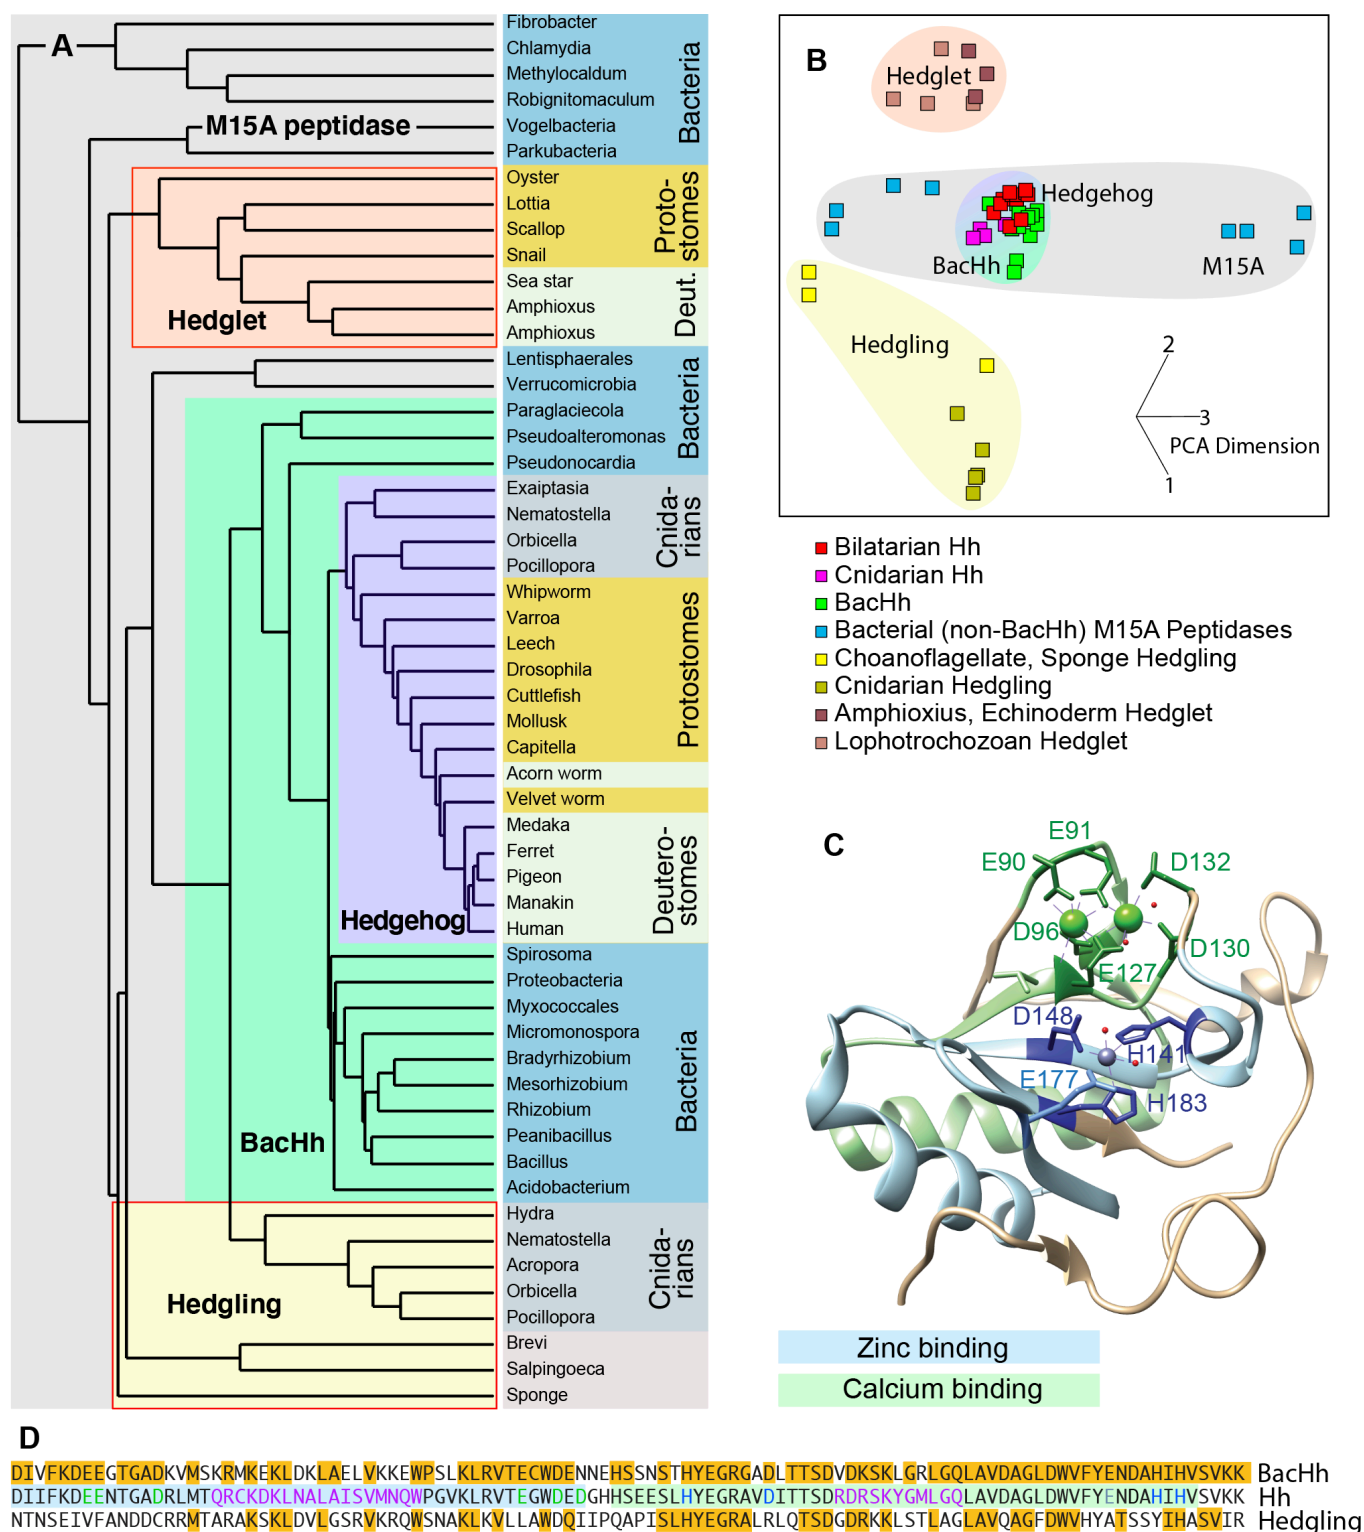 A
Fibrobacter
Chlamydia
Methylocaldum
Robignitomaculum
M15A peptidase
Vogelbacteria
Parkubacteria
Bacteria
Oyster
Lottia
Scallop
Snail
Proto-
stomes
Sea star
Amphioxus
Amphioxus
Deut.
Hedglet
Lentisphaerales
Verrucomicrobia
Paraglaciecola
Pseudoalteromonas
Pseudonocardia
Bacteria
Exaiptasia
Nematostella
Orbicella
Pocillopora
Cnida-
rians
Whipworm
Varroa
Leech
Drosophila
Cuttlefish
Mollusk
Capitella
Protostomes
Acorn worm
Velvet worm
Medaka
Ferret
Pigeon
Manakin
Human
Deutero-
stomes
Hedgehog
Spirosoma
Proteobacteria
Myxococcales
Micromonospora
Bradyrhizobium
Mesorhizobium
Rhizobium
Peanibacillus
Bacillus
Acidobacterium
Bacteria
BacHh
Hydra
Nematostella
Acropora
Orbicella
Pocillopora
Cnida-
rians
Hedgling
Brevi
Salpingoeca
Sponge
B
Hedglet
Hedgehog
BacHh
M15A
Hedgling
2
3
PCA Dimension
1
Bilatarian Hh
Cnidarian Hh
BacHh
Bacterial (non-BacHh) M15A Peptidases
Choanoflagellate, Sponge Hedgling
Cnidarian Hedgling
Amphioxius, Echinoderm Hedglet
Lophotrochozoan Hedglet
C
E91
E90
D132
D96
D130
E127
D148
H141
E177
H183
Zinc binding
Calcium binding
D
DIVFKDEEGTGADKVMSKRMKEKLDKLAELVKKEWPSLKLRVTECWDENNEHSSNSTHYEGRGADLTTSDVDKSKLGRLGQLAVDAGLDWVFYENDAHIHVSVKK BacHh
DIIFKDEENTGADRLMTQRCKDKLNALAISVMNQWPGVKLRVTEGWDEDGHHSEESLHYEGRAVDITTSDRDRSKYGMLGQLAVDAGLDWVFYENDAHIHVSVKK Hh
NTNSEIVFANDDCRRMTARAKSKLDVLGSRVKRQWSNAKLKVLLAWDQIIPQAPISLHYEGRALRLQTSDGDRKKLSTLAGLAVQAGFDWVHYATSSYIHASVIR Hedgling